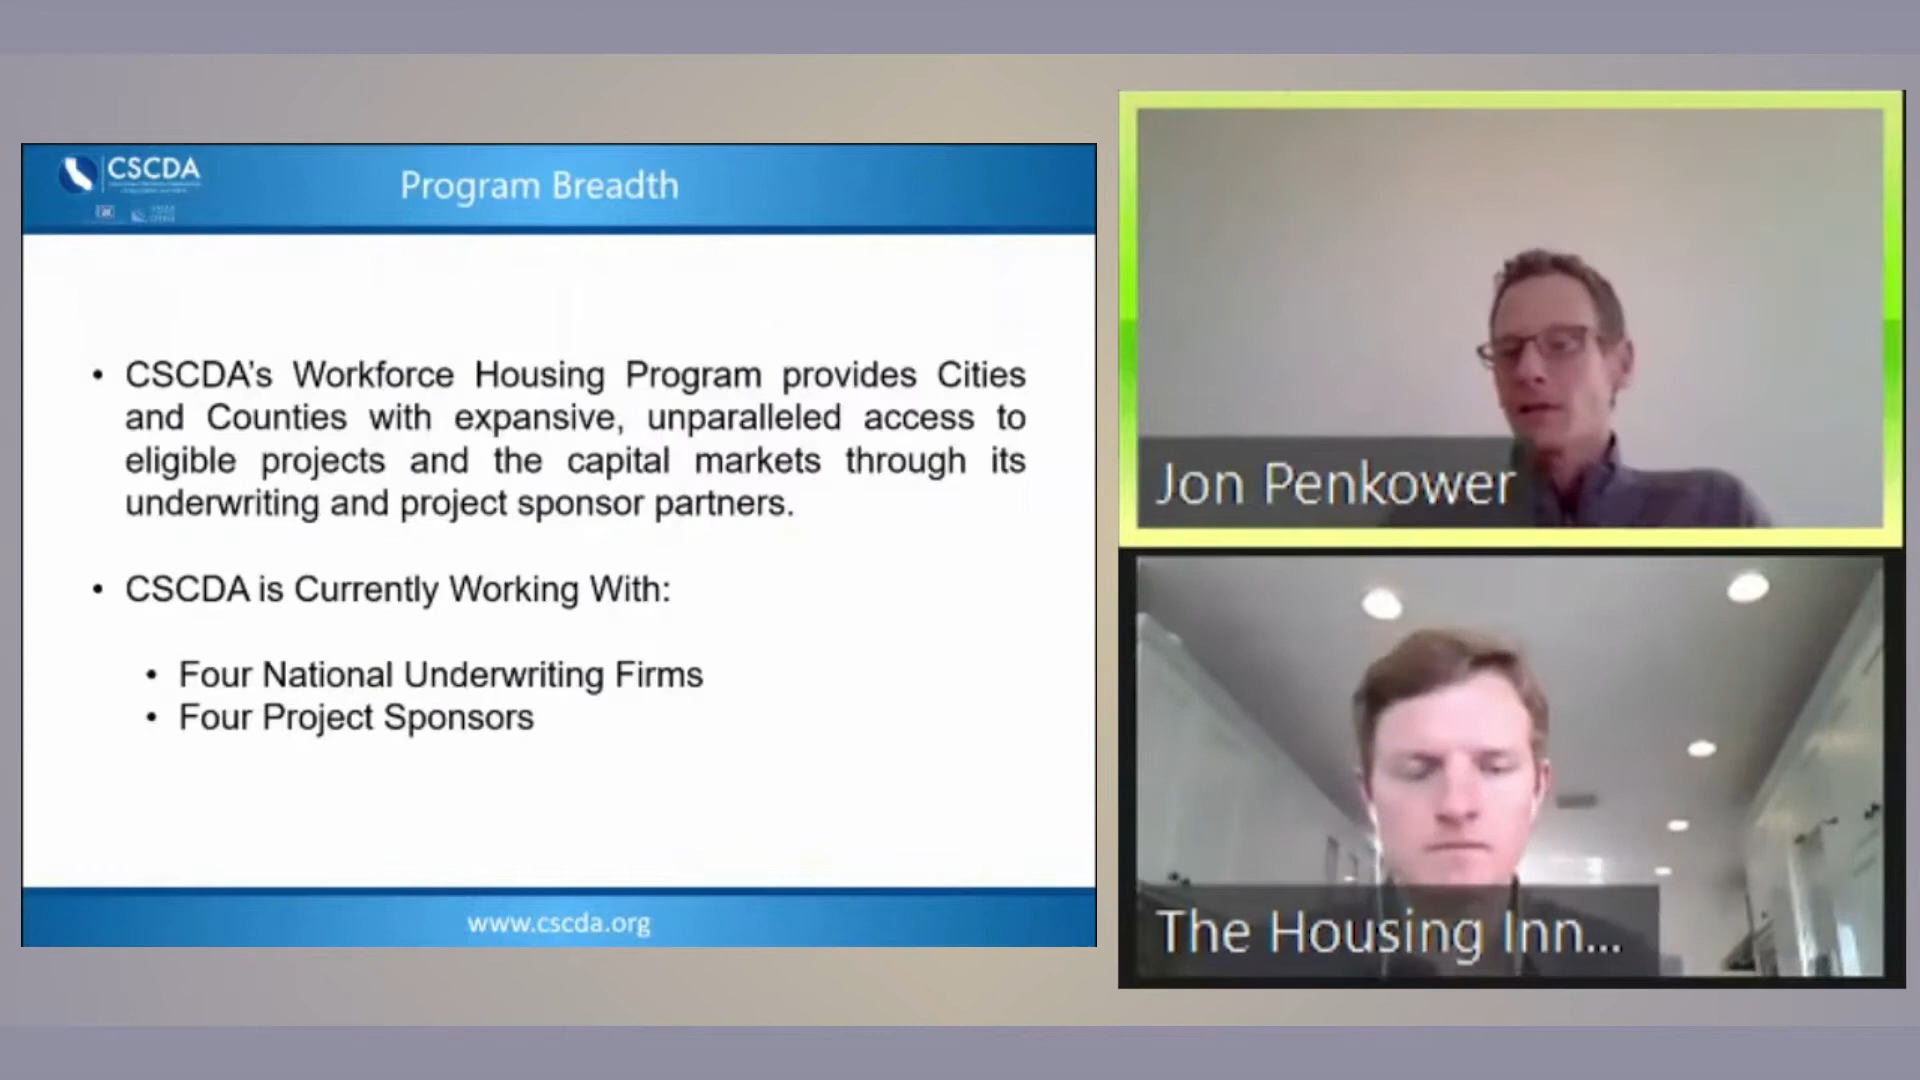 CSCDA
Program Breadth
• CSCDA's Workforce Housing Program provides Cities
and Counties with expansive, unparalleled access to
eligible projects and the capital markets through its
underwriting and project sponsor partners.
• CSCDA is Currently Working With:
• Four National Underwriting Firms
• Four Project Sponsors
www.cscda.org
Jon Penkower
The Housing Inn...